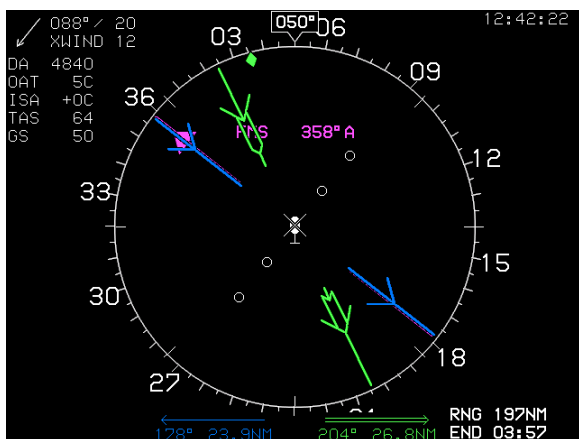 088°/ 20
XWIND 12
DA 4840
OAT 5C
ISA +0C
TAS 64
GS 50
12:42:22
050°
03
06
09
36
FMS 358°A
12
33
15
30
18
27
178° 23.9NM
204° 26.8NM
RNG 197NM
END 03:57